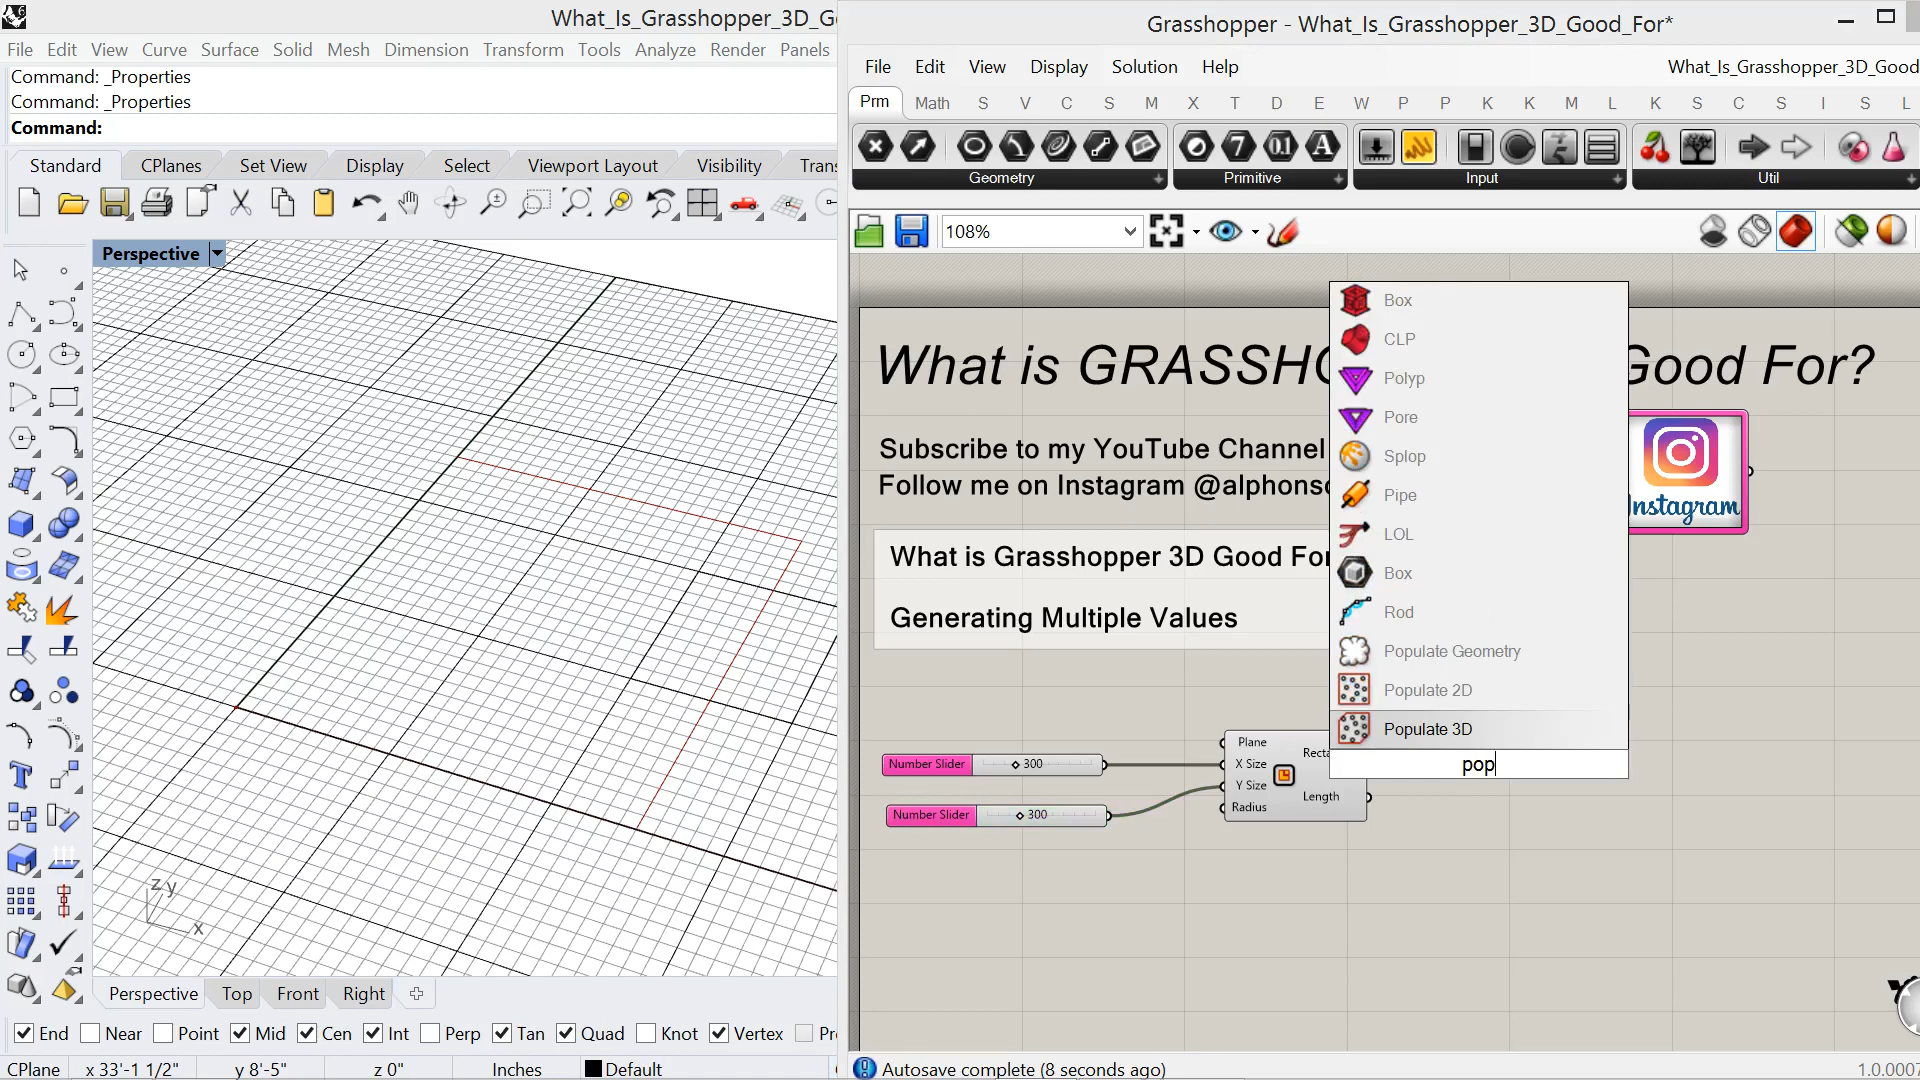 What_Is_Grasshopper_3D_G
File Edit View Curve Surface Solid Mesh Dimension Transform Tools Analyze Render Panels
Command: _Properties
Command: _Properties
Command:
Standard CPlanes Set View Display Select Viewport Layout Visibility Trans
Perspective
z y
x
Perspective Top Front Right
End Near Point Mid Cen Int Perp Tan Quad Knot Vertex Pr
CPlane x 33'-1 1/2" y 8'-5" z 0" Inches Default
Grasshopper - What_Is_Grasshopper_3D_Good_For*
File Edit View Display Solution Help What_Is_Grasshopper_3D_Good
Prm Math S V C S M X T D E W P P K K M L K S C S I S L
Geometry Primitive Input Util
108%
What is GRASSHO Good For?
Subscribe to my YouTube Channel
Follow me on Instagram @alphonso
Instagram
What is Grasshopper 3D Good For
Generating Multiple Values
Box
CLP
Polyp
Pore
Splop
Pipe
LOL
Box
Rod
Populate Geometry
Populate 2D
Populate 3D
pop
Number Slider 300
Number Slider 300
Plane
X Size
Y Size
Radius
Recta
Length
Autosave complete (8 seconds ago)
1.0.0007